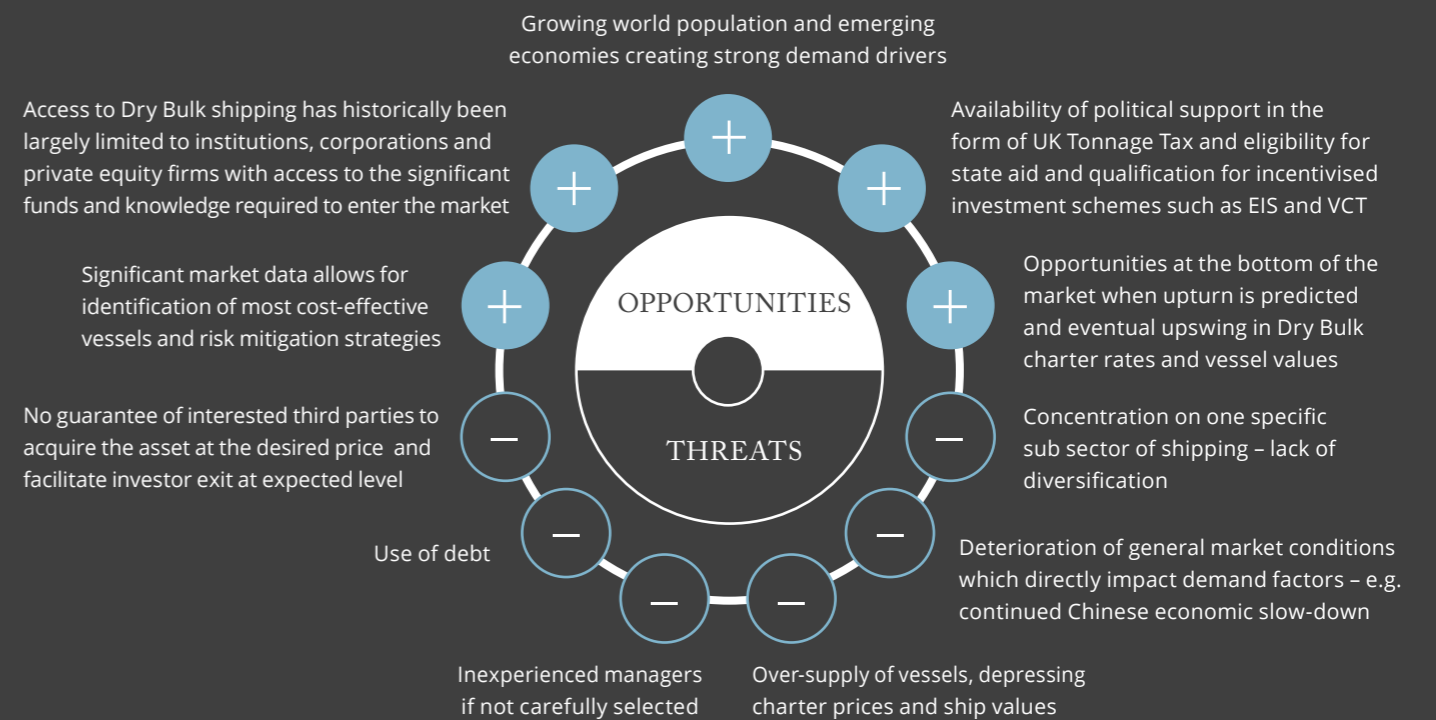 Growing world population and emerging
economies creating strong demand drivers
Access to Dry Bulk shipping has historically been
largely limited to institutions, corporations and
private equity firms with access to the significant
funds and knowledge required to enter the market
Availability of political support in the
form of UK Tonnage Tax and eligibility for
state aid and qualification for incentivised
investment schemes such as EIS and VCT
Significant market data allows for
identification of most cost-effective
vessels and risk mitigation strategies
Opportunities at the bottom of the
market when upturn is predicted
and eventual upswing in Dry Bulk
charter rates and vessel values
OPPORTUNITIES
THREATS
No guarantee of interested third parties to
acquire the asset at the desired price and
facilitate investor exit at expected level
Concentration on one specific
sub sector of shipping – lack of
diversification
Use of debt
Deterioration of general market conditions
which directly impact demand factors – e.g.
continued Chinese economic slow-down
Inexperienced managers
if not carefully selected
Over-supply of vessels, depressing
charter prices and ship values